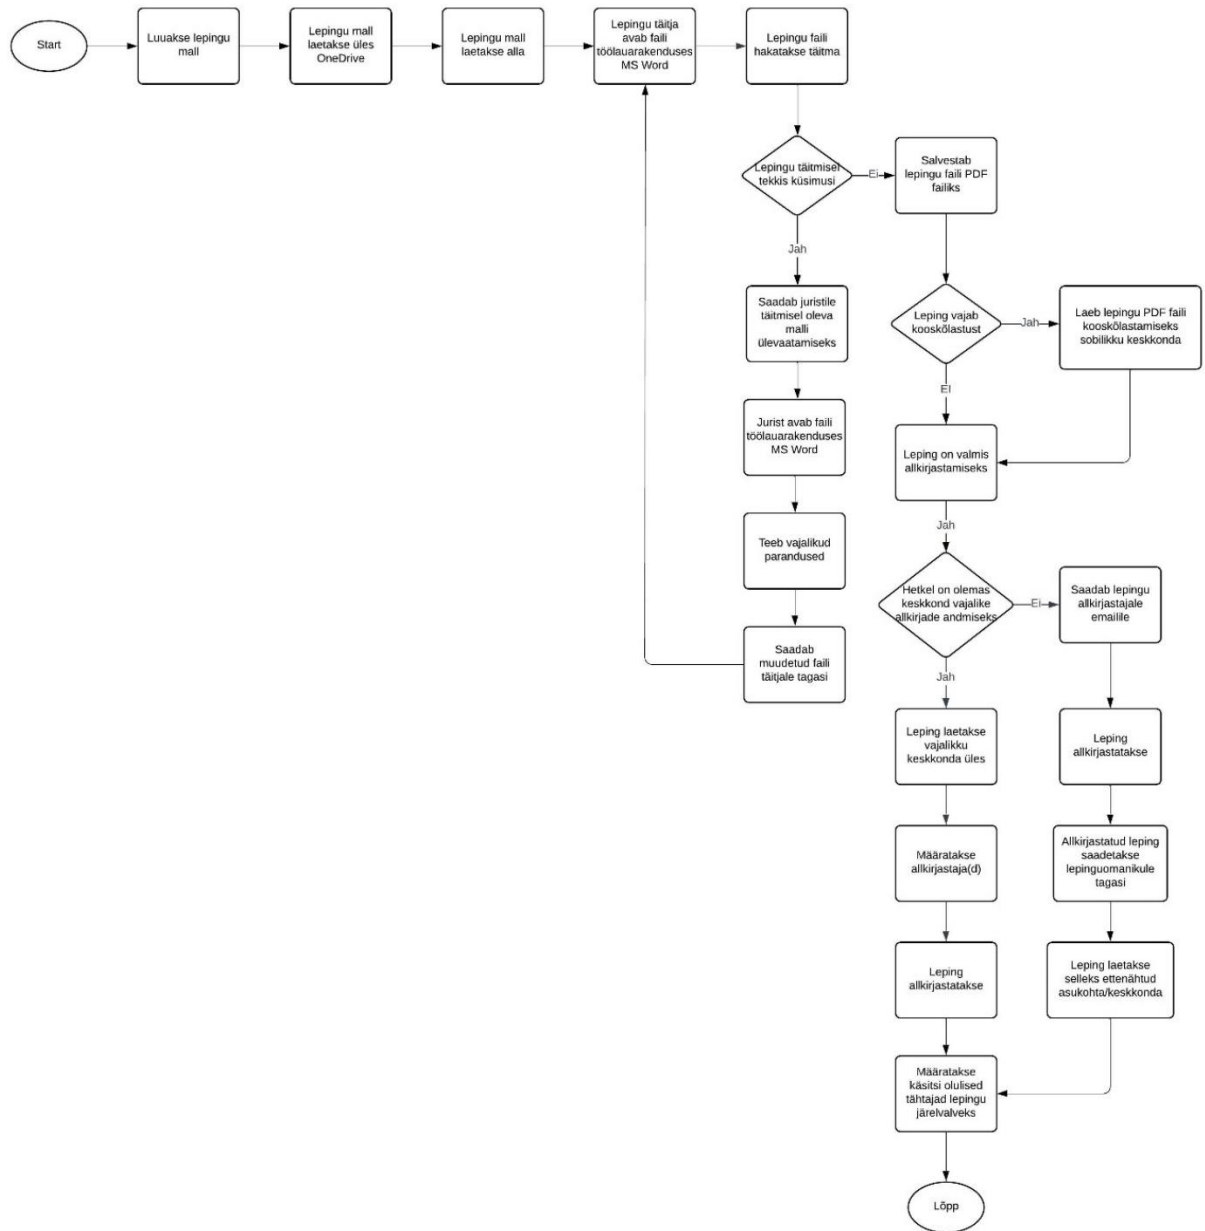 Start
Luuakse lepingu
mall
Lepingu mall
laetakse üles
OneDrive
Lepingu mall
laetakse alla
Lepingu täitja
avab faili
töölauarakenduses
MS Word
Lepingu faili
hakatakse täitma
Lepingu täitmisel
tekkis küsimusi
Ei
Salvestab
lepingu faili PDF
failiks
Jah
Saadab juristile
täitmisel oleva
malli
ülevaatamiseks
Leping vajab
kooskõlastust
Jah
Laeb lepingu PDF faili
kooskõlastamiseks
sobilikku keskkonda
EI
Jurist avab faili
töölauarakenduses
MS Word
Leping on valmis
allkirjastamiseks
Jah
Teeb vajalikud
parandused
Hetkel on olemas
keskkond vajalike
allkirjade andmiseks
Ei
Saadab lepingu
allkirjastajale
emailile
Saadab
muudetud faili
täitjale tagasi
Jah
Leping laetakse
vajalikku
keskkonda üles
Leping
allkirjastatakse
Määratakse
allkirjastaja(d)
Allkirjastatud leping
saadetakse
lepinguomanikule
tagasi
Leping
allkirjastatakse
Leping laetakse
selleks ettenähtud
asukohta/keskkonda
Määratakse
käsitsi olulised
tähtajad lepingu
järelvalveks
Lõpp